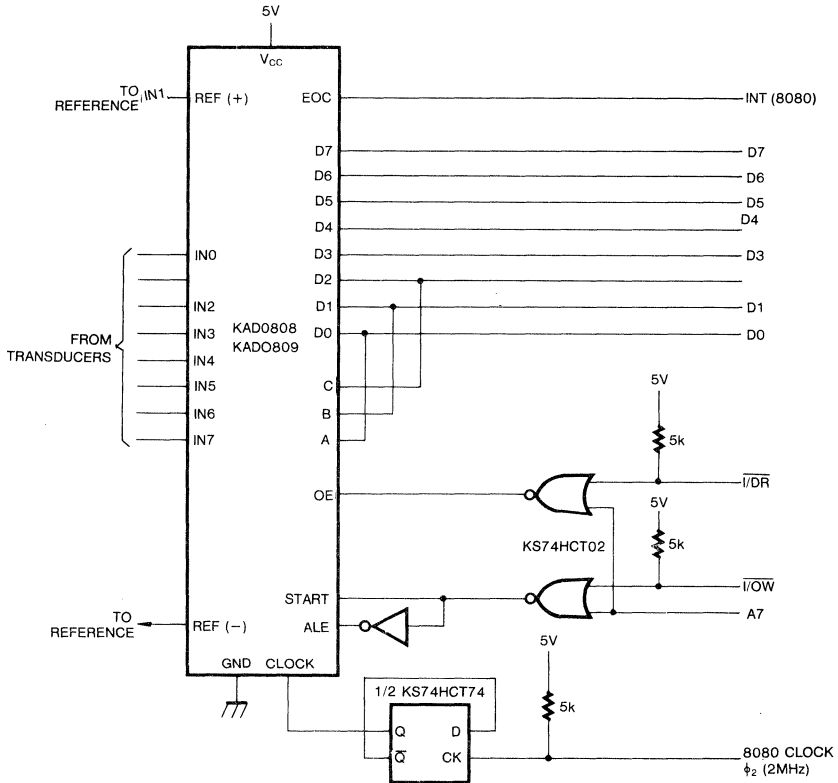 5V
VCC
TO REFERENCE
IN1
REF (+)
EOC
INT (8080)
D7
D7
D6
D6
D5
D5
D4
D4
IN0
D3
D3
D2
IN2
D1
D1
FROM TRANSDUCERS
IN3
KAD0808
KADO809
D0
D0
IN4
IN5
C
IN6
B
IN7
A
5V
5k
OE
I/DR
5V
KS74HCT02
5k
START
I/OW
TO REFERENCE
REF (-)
ALE
A7
GND
CLOCK
5V
1/2 KS74HCT74
5k
Q
D
Q
CK
8080 CLOCK
ϕ2 (2MHz)